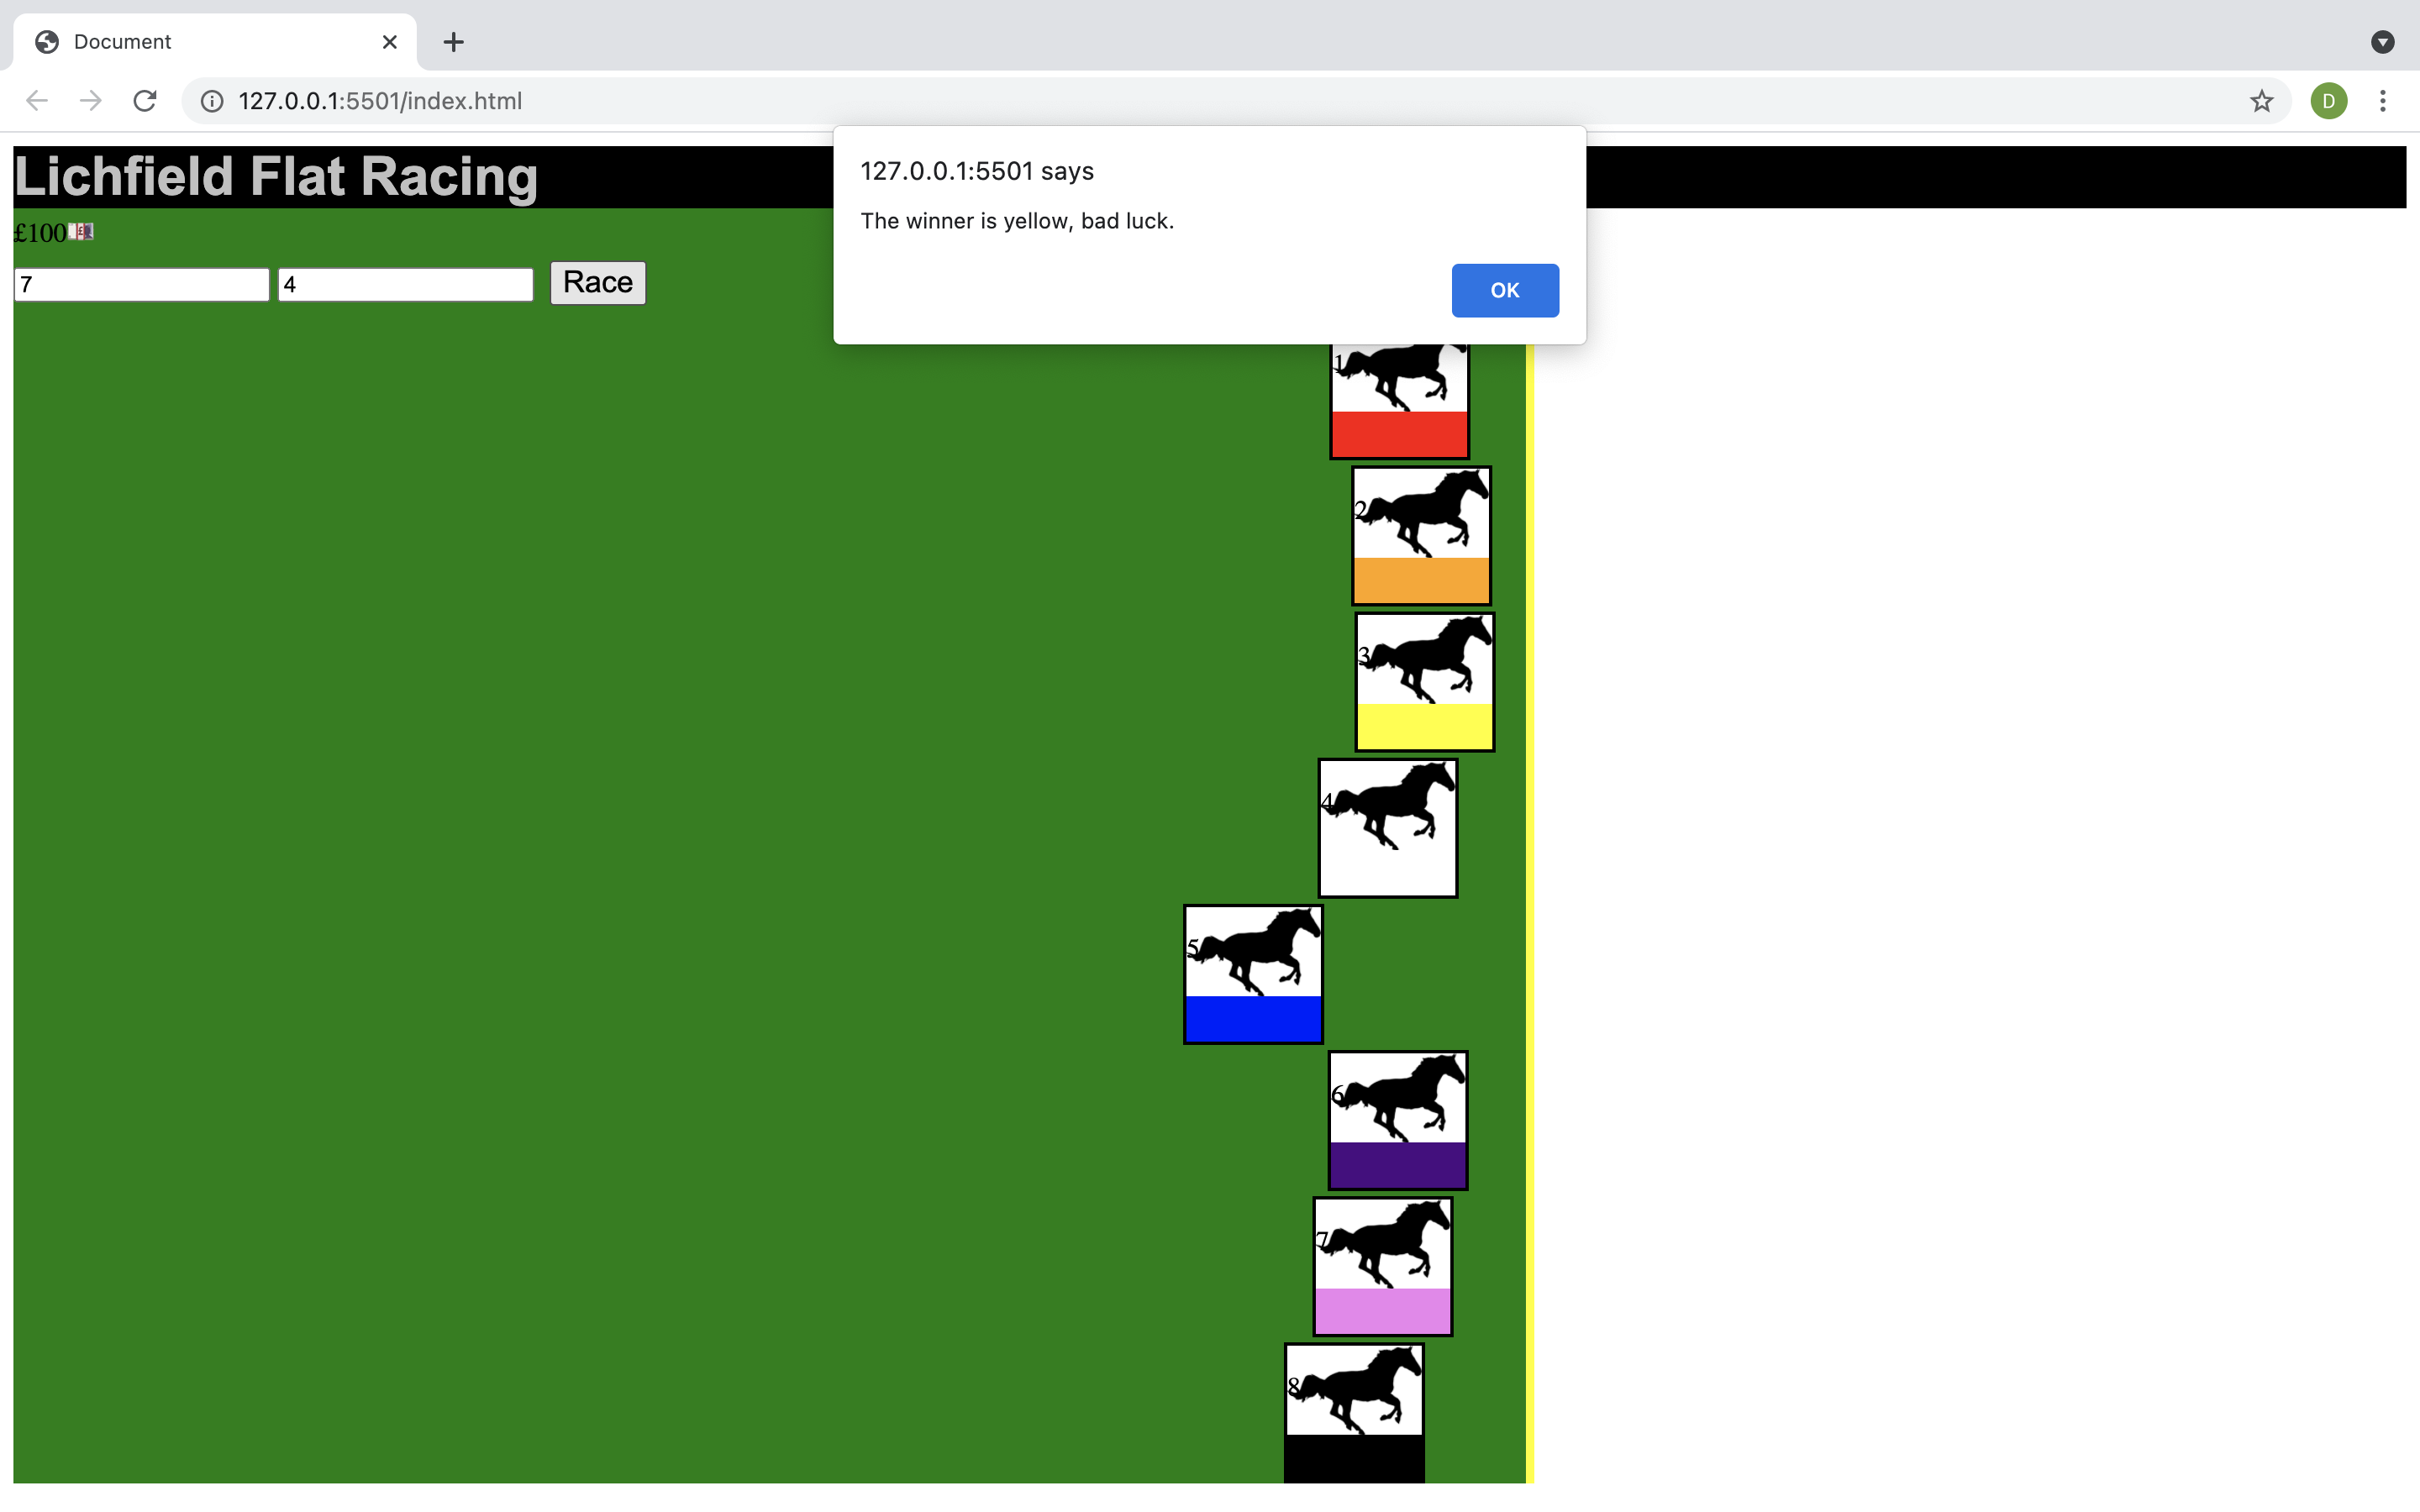 Document
127.0.0.1:5501/index.html
D
127.0.0.1:5501 says
The winner is yellow, bad luck.
OK
Lichfield Flat Racing
£100
7 4 Race
1
2
3
4
5
6
7
8